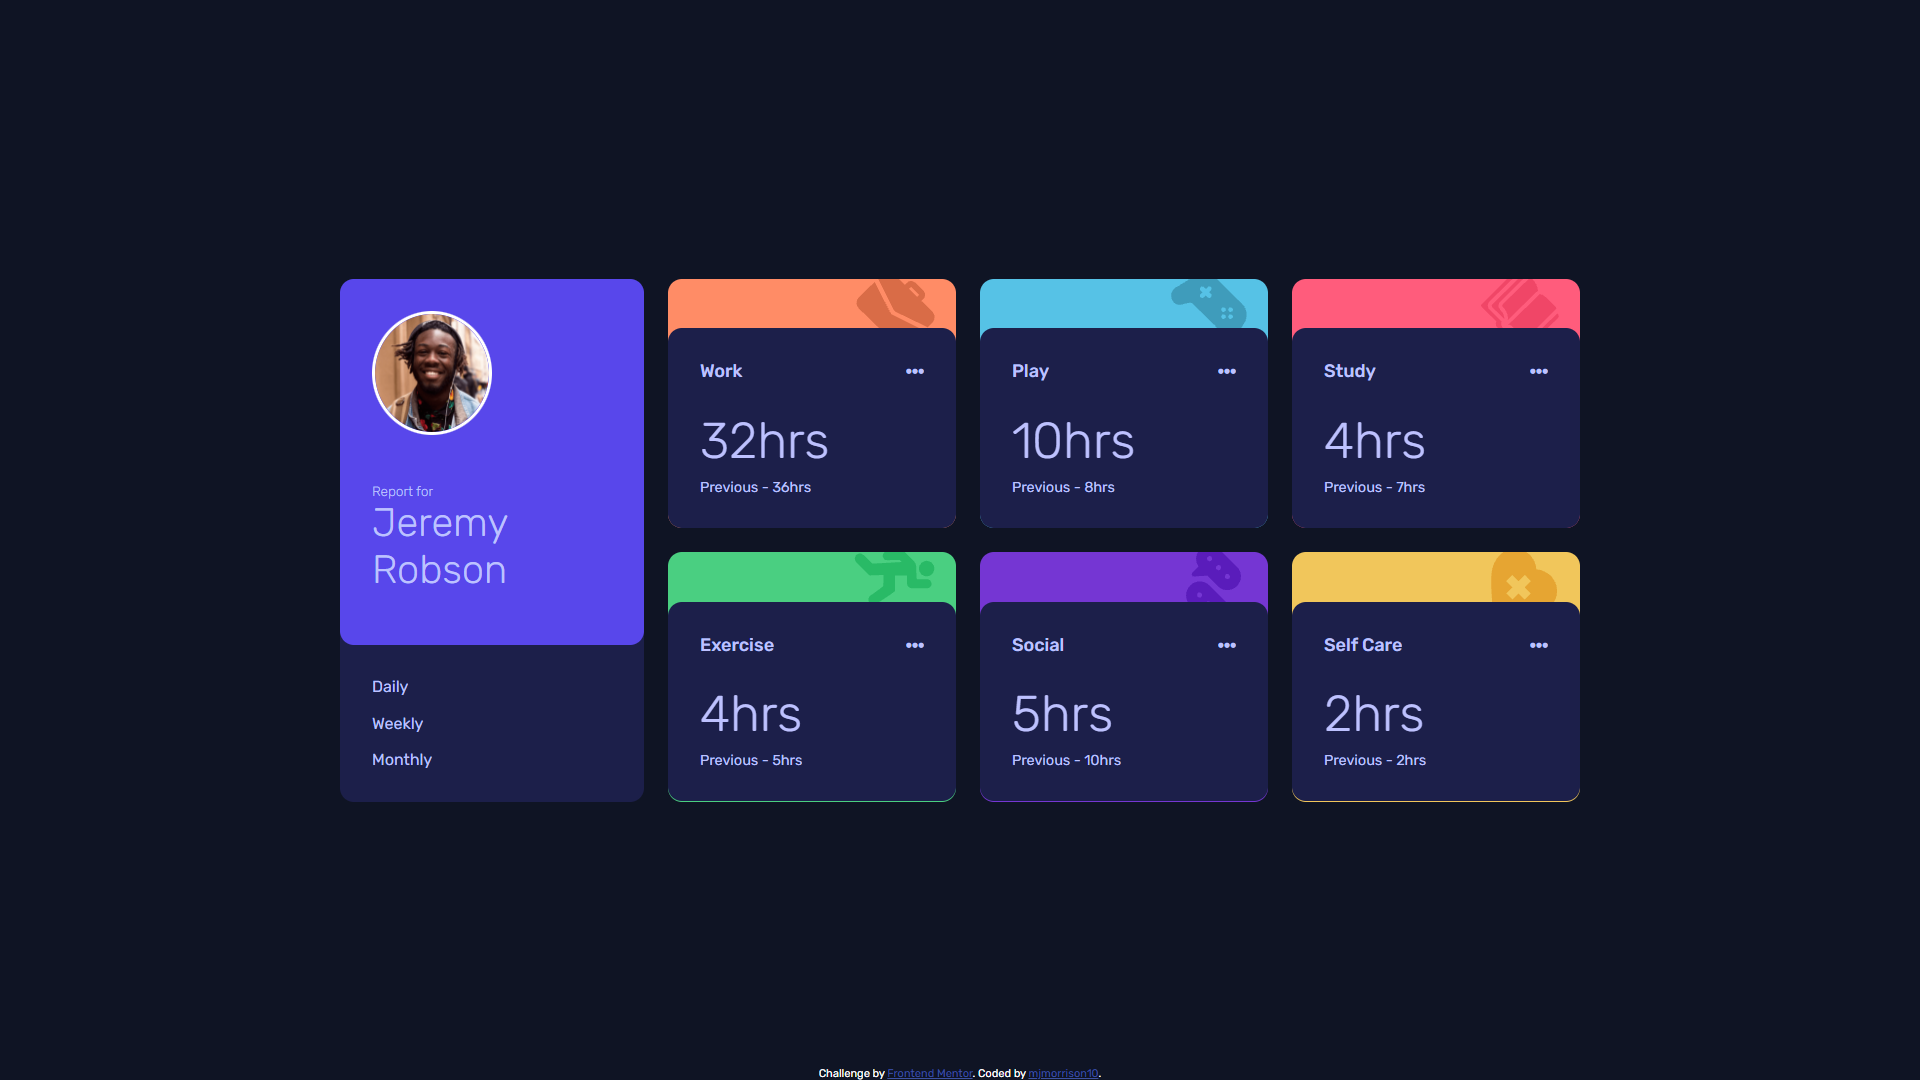 Report for
Jeremy
Robson
Daily
Weekly
Monthly
Work
32hrs
Previous - 36hrs
Play
10hrs
Previous - 8hrs
Study
4hrs
Previous - 7hrs
Exercise
4hrs
Previous - 5hrs
Social
5hrs
Previous - 10hrs
Self Care
2hrs
Previous - 2hrs
Challenge by Frontend Mentor. Coded by mjmorrison10.